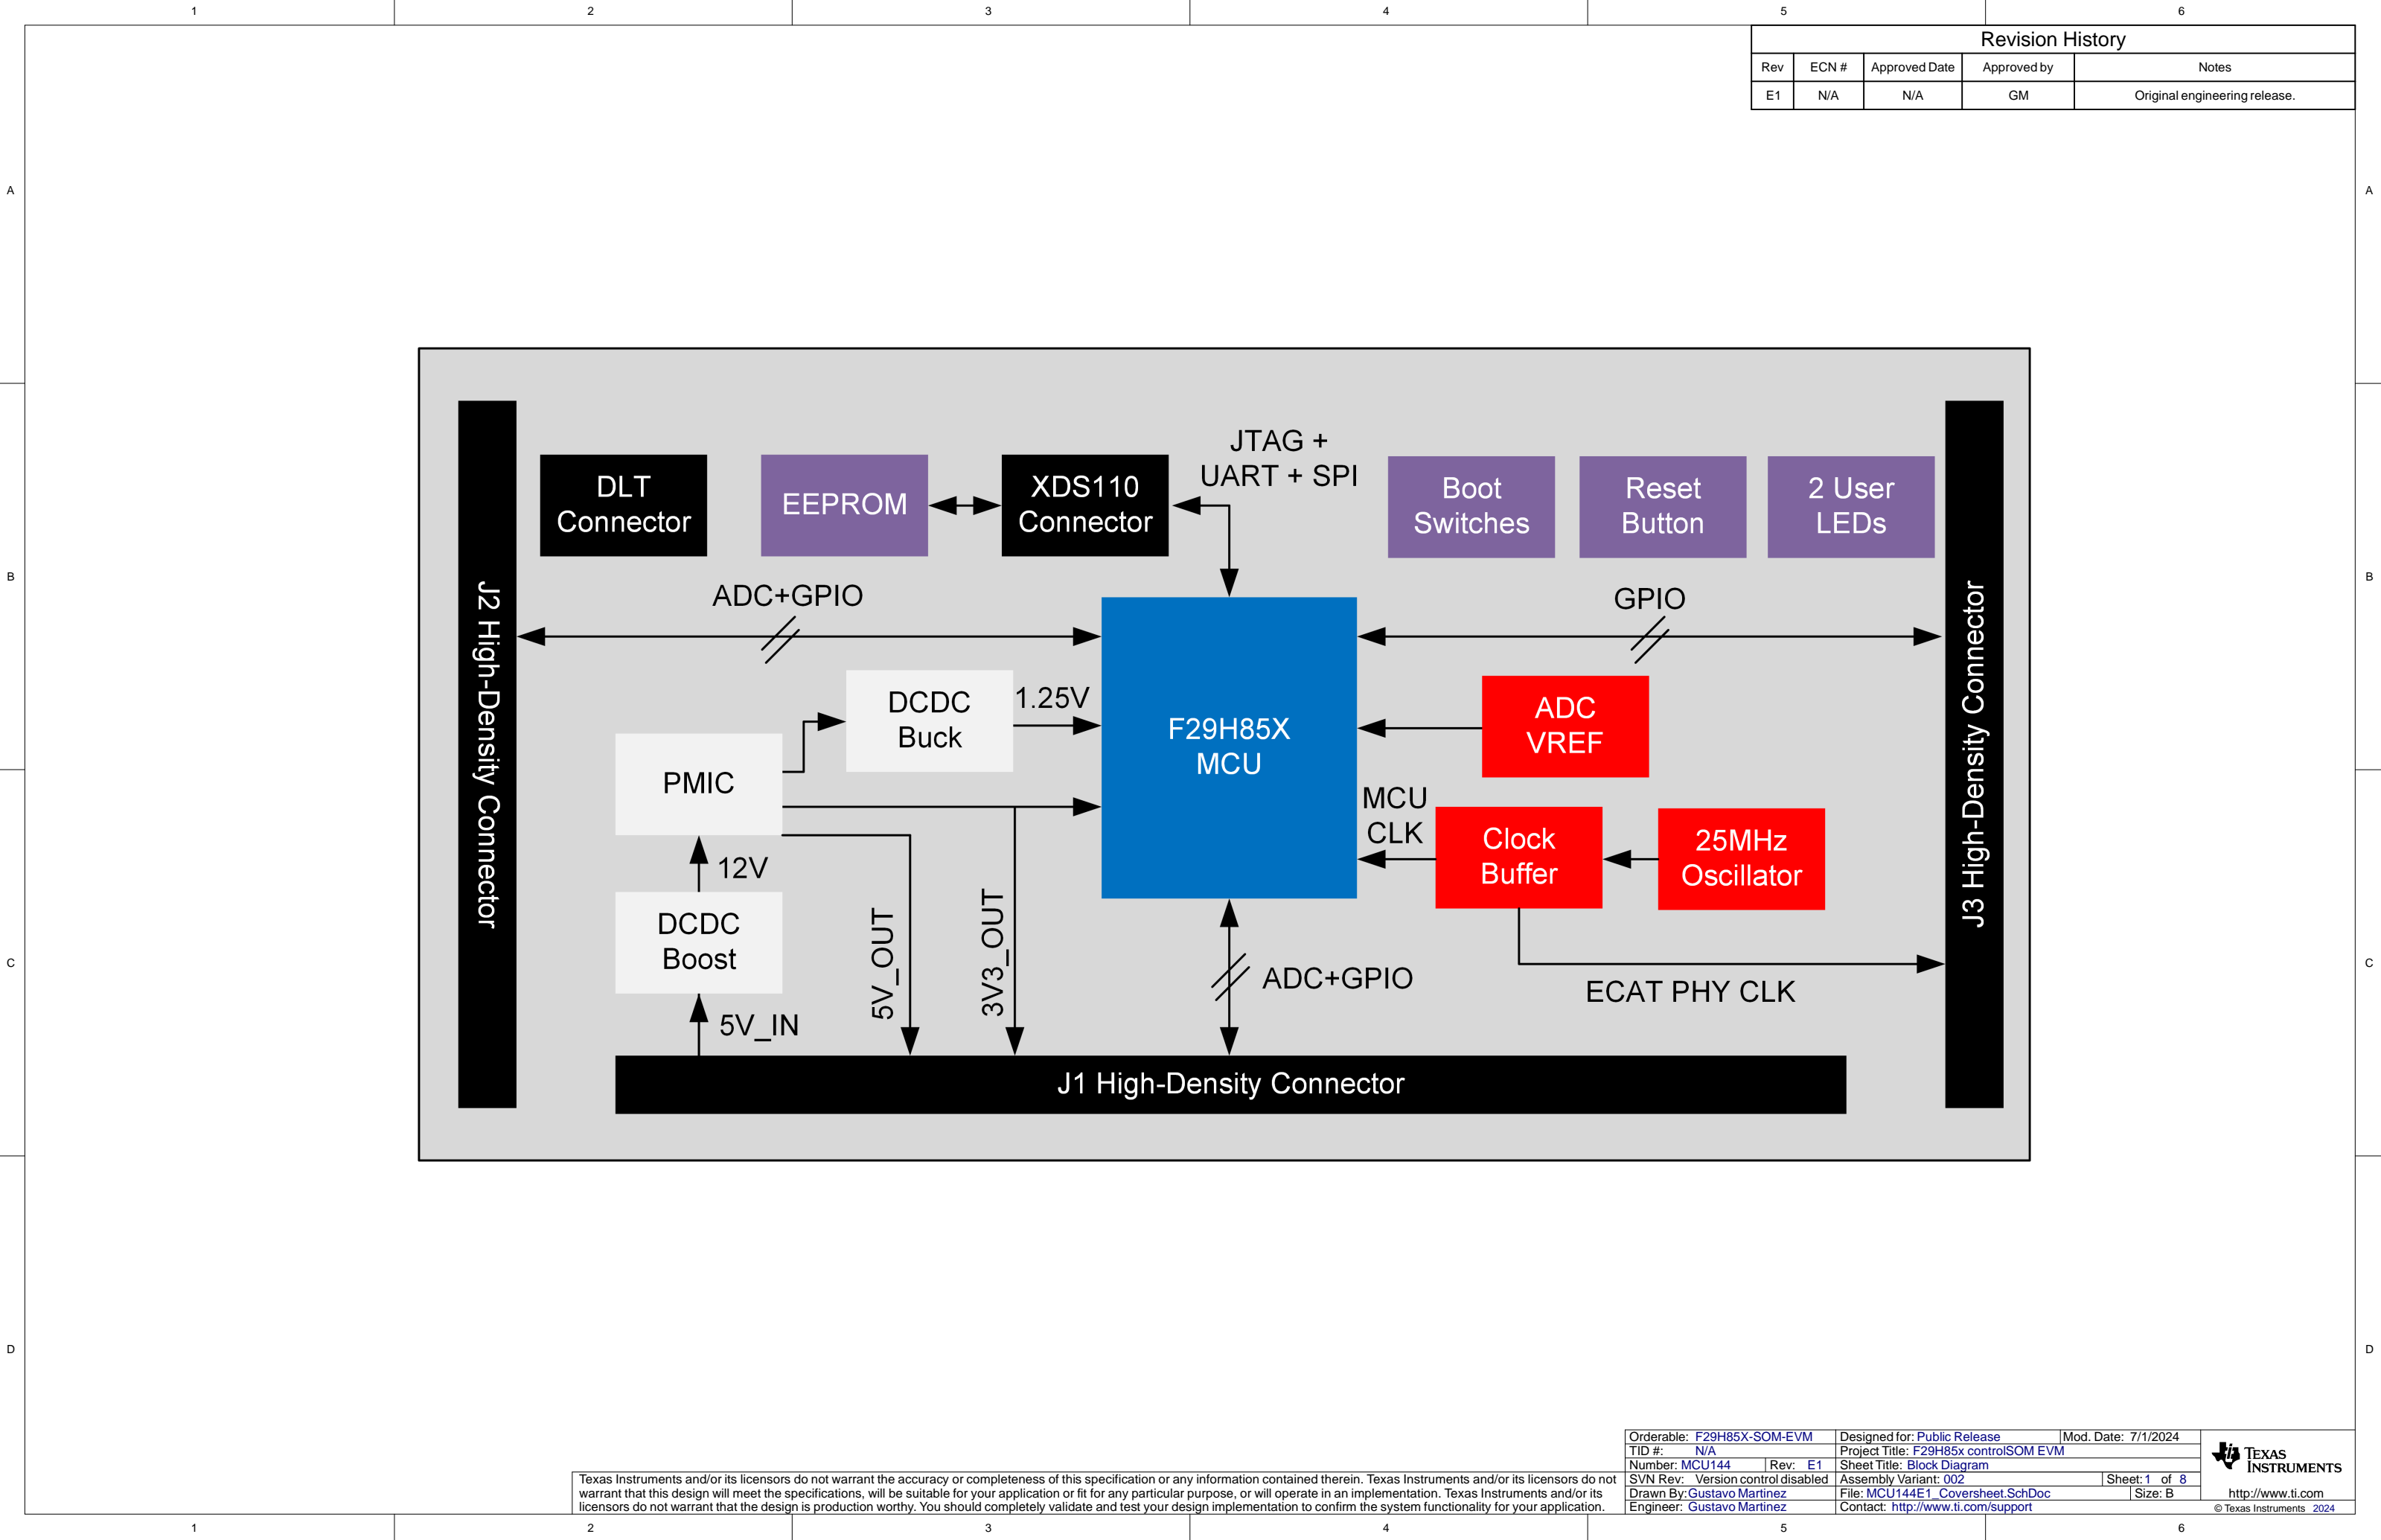 1 2 3 4 5 6
Revision History
Rev ECN # Approved Date Approved by Notes
E1 N/A N/A GM Original engineering release.
A A
JTAG +
UART + SPI
DLT
Connector
EEPROM
XDS110
Connector
Boot
Switches
Reset
Button
2 User
LEDs
B B
J2 High-Density Connector
J3 High-Density Connector
ADC+GPIO
GPIO
DCDC
Buck
1.25V
F29H85X
MCU
ADC
VREF
PMIC
MCU
CLK
Clock
Buffer
25MHz
Oscillator
12V
DCDC
Boost
5V_OUT
3V3_OUT
ADC+GPIO
ECAT PHY CLK
5V_IN
C C
J1 High-Density Connector
D D
Texas Instruments and/or its licensors do not warrant the accuracy or completeness of this specification or any information contained therein. Texas Instruments and/or its licensors do not
warrant that this design will meet the specifications, will be suitable for your application or fit for any particular purpose, or will operate in an implementation. Texas Instruments and/or its
licensors do not warrant that the design is production worthy. You should completely validate and test your design implementation to confirm the system functionality for your application.
Orderable: F29H85X-SOM-EVM Designed for: Public Release Mod. Date: 7/1/2024
TID #: N/A Project Title: F29H85x controlSOM EVM
Number: MCU144 Rev: E1 Sheet Title: Block Diagram
SVN Rev: Version control disabled Assembly Variant: 002 Sheet: 1 of 8
Drawn By: Gustavo Martinez File: MCU144E1_Coversheet.SchDoc Size: B
Engineer: Gustavo Martinez Contact: http://www.ti.com/support
TEXAS
INSTRUMENTS
http://www.ti.com
© Texas Instruments 2024
1 2 3 4 5 6